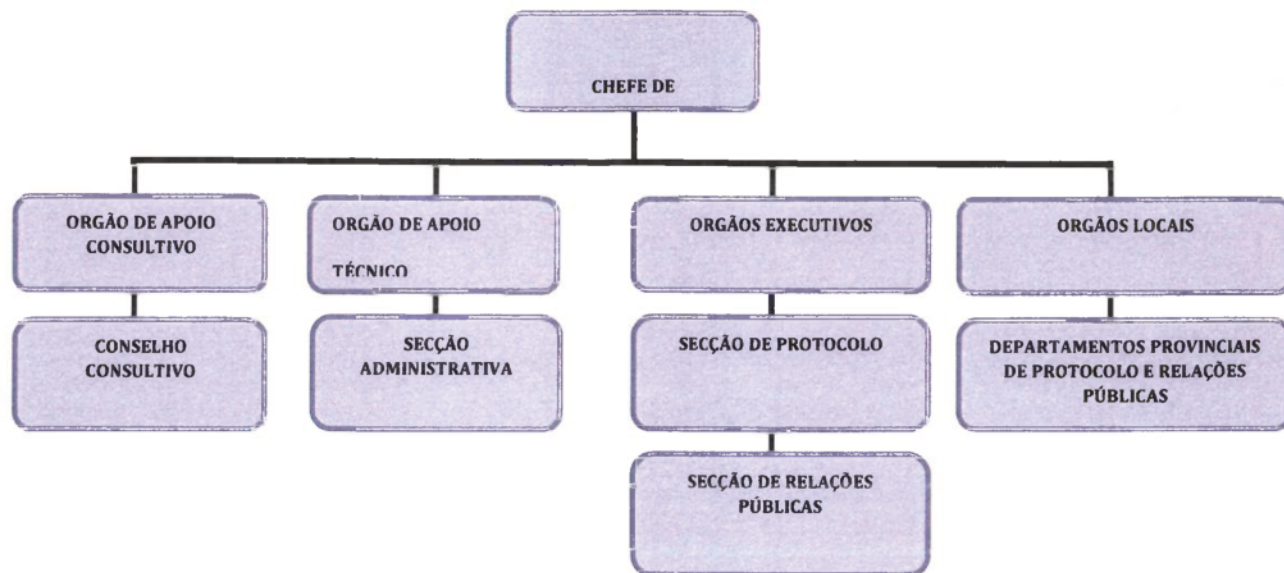 CHEFE DE
ORGÃO DE APOIO
CONSULTIVO
ORGÃO DE APOIO
TÉCNICO
ORGÃOS EXECUTIVOS
ORGÃOS LOCAIS
CONSELHO
CONSULTIVO
SECÇÃO
ADMINISTRATIVA
SECÇÃO DE PROTOCOLO
DEPARTAMENTOS PROVINCIAIS
DE PROTOCOLO E RELAÇÕES
PÚBLICAS
SECÇÃO DE RELAÇÕES
PÚBLICAS